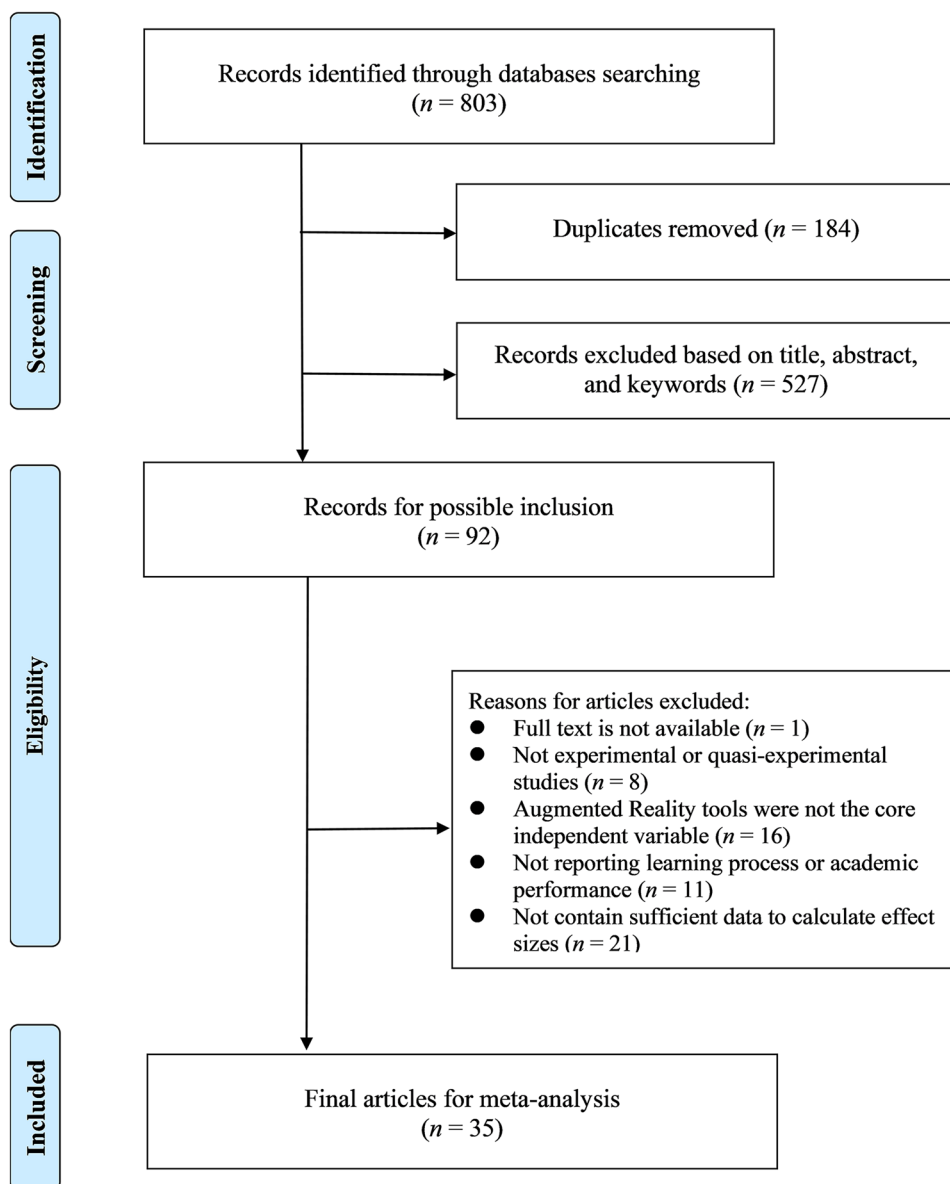 Identification
Records identified through databases searching
(n = 803)
Screening
Duplicates removed (n = 184)
Records excluded based on title, abstract,
and keywords (n = 527)
Eligibility
Records for possible inclusion
(n = 92)
Reasons for articles excluded:
● Full text is not available (n = 1)
● Not experimental or quasi-experimental
studies (n = 8)
● Augmented Reality tools were not the core
independent variable (n = 16)
● Not reporting learning process or academic
performance (n = 11)
● Not contain sufficient data to calculate effect
sizes (n = 21)
Included
Final articles for meta-analysis
(n = 35)